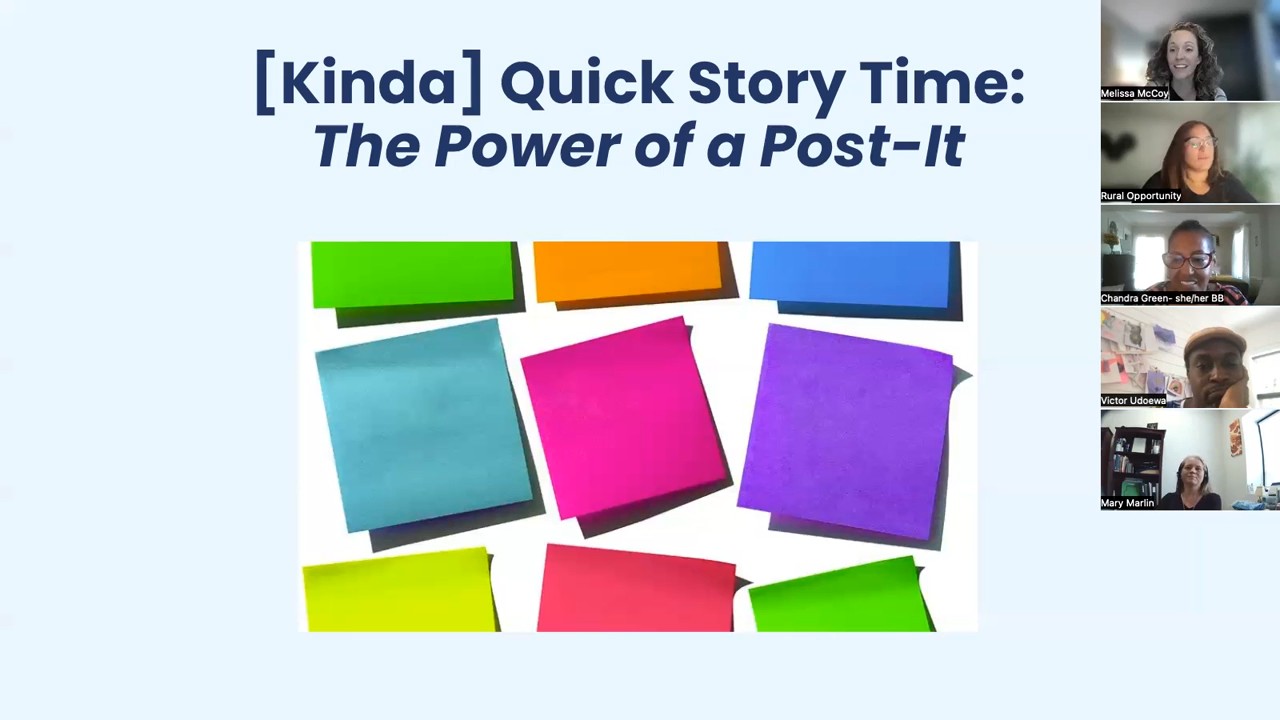 [Kinda] Quick Story Time:
The Power of a Post-It
Melissa McCoy
Rural Opportunity
Chandra Green- she/her BB
Victor Udoewa
Mary Marlin